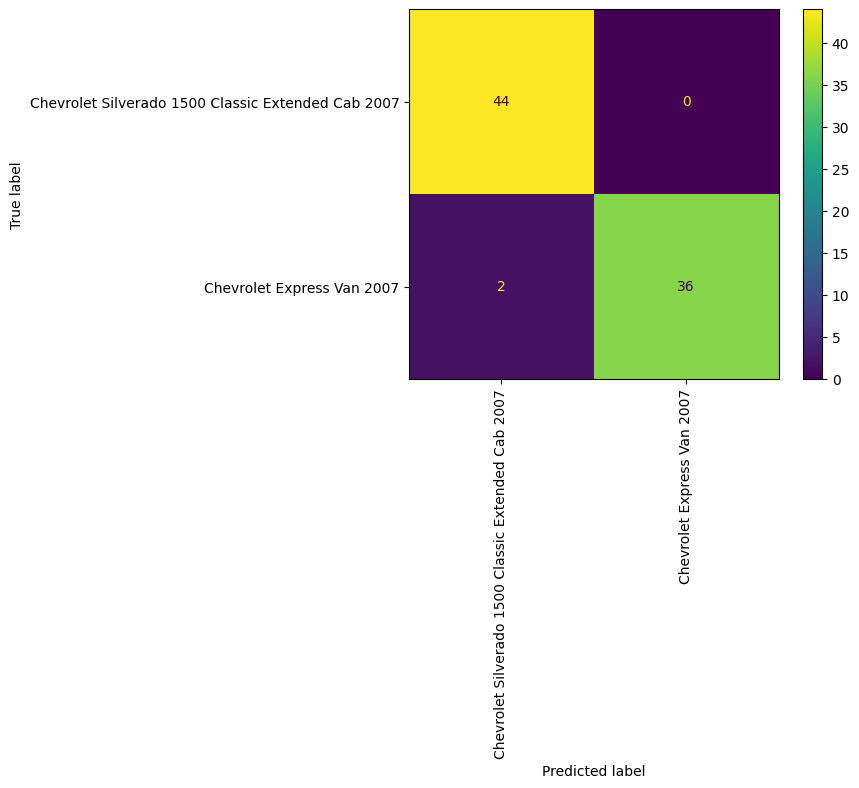 Chevrolet Silverado 1500 Classic Extended Cab 2007
Chevrolet Express Van 2007
True label
44
0
2
36
Chevrolet Silverado 1500 Classic Extended Cab 2007
Chevrolet Express Van 2007
Predicted label
40
35
30
25
20
15
10
5
0